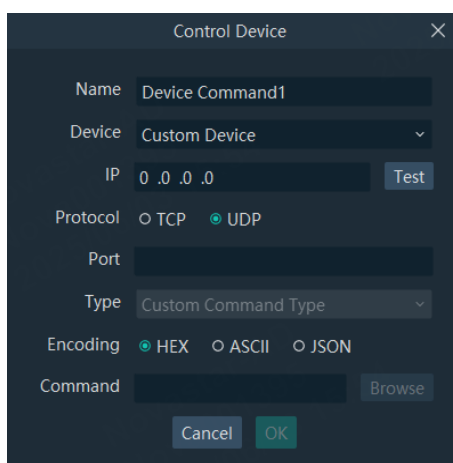 Control Device
Name Device Command1
Device Custom Device
IP 0 .0 .0 .0 Test
Protocol TCP UDP
Port
Type Custom Command Type
Encoding HEX ASCII JSON
Command Browse
Cancel OK